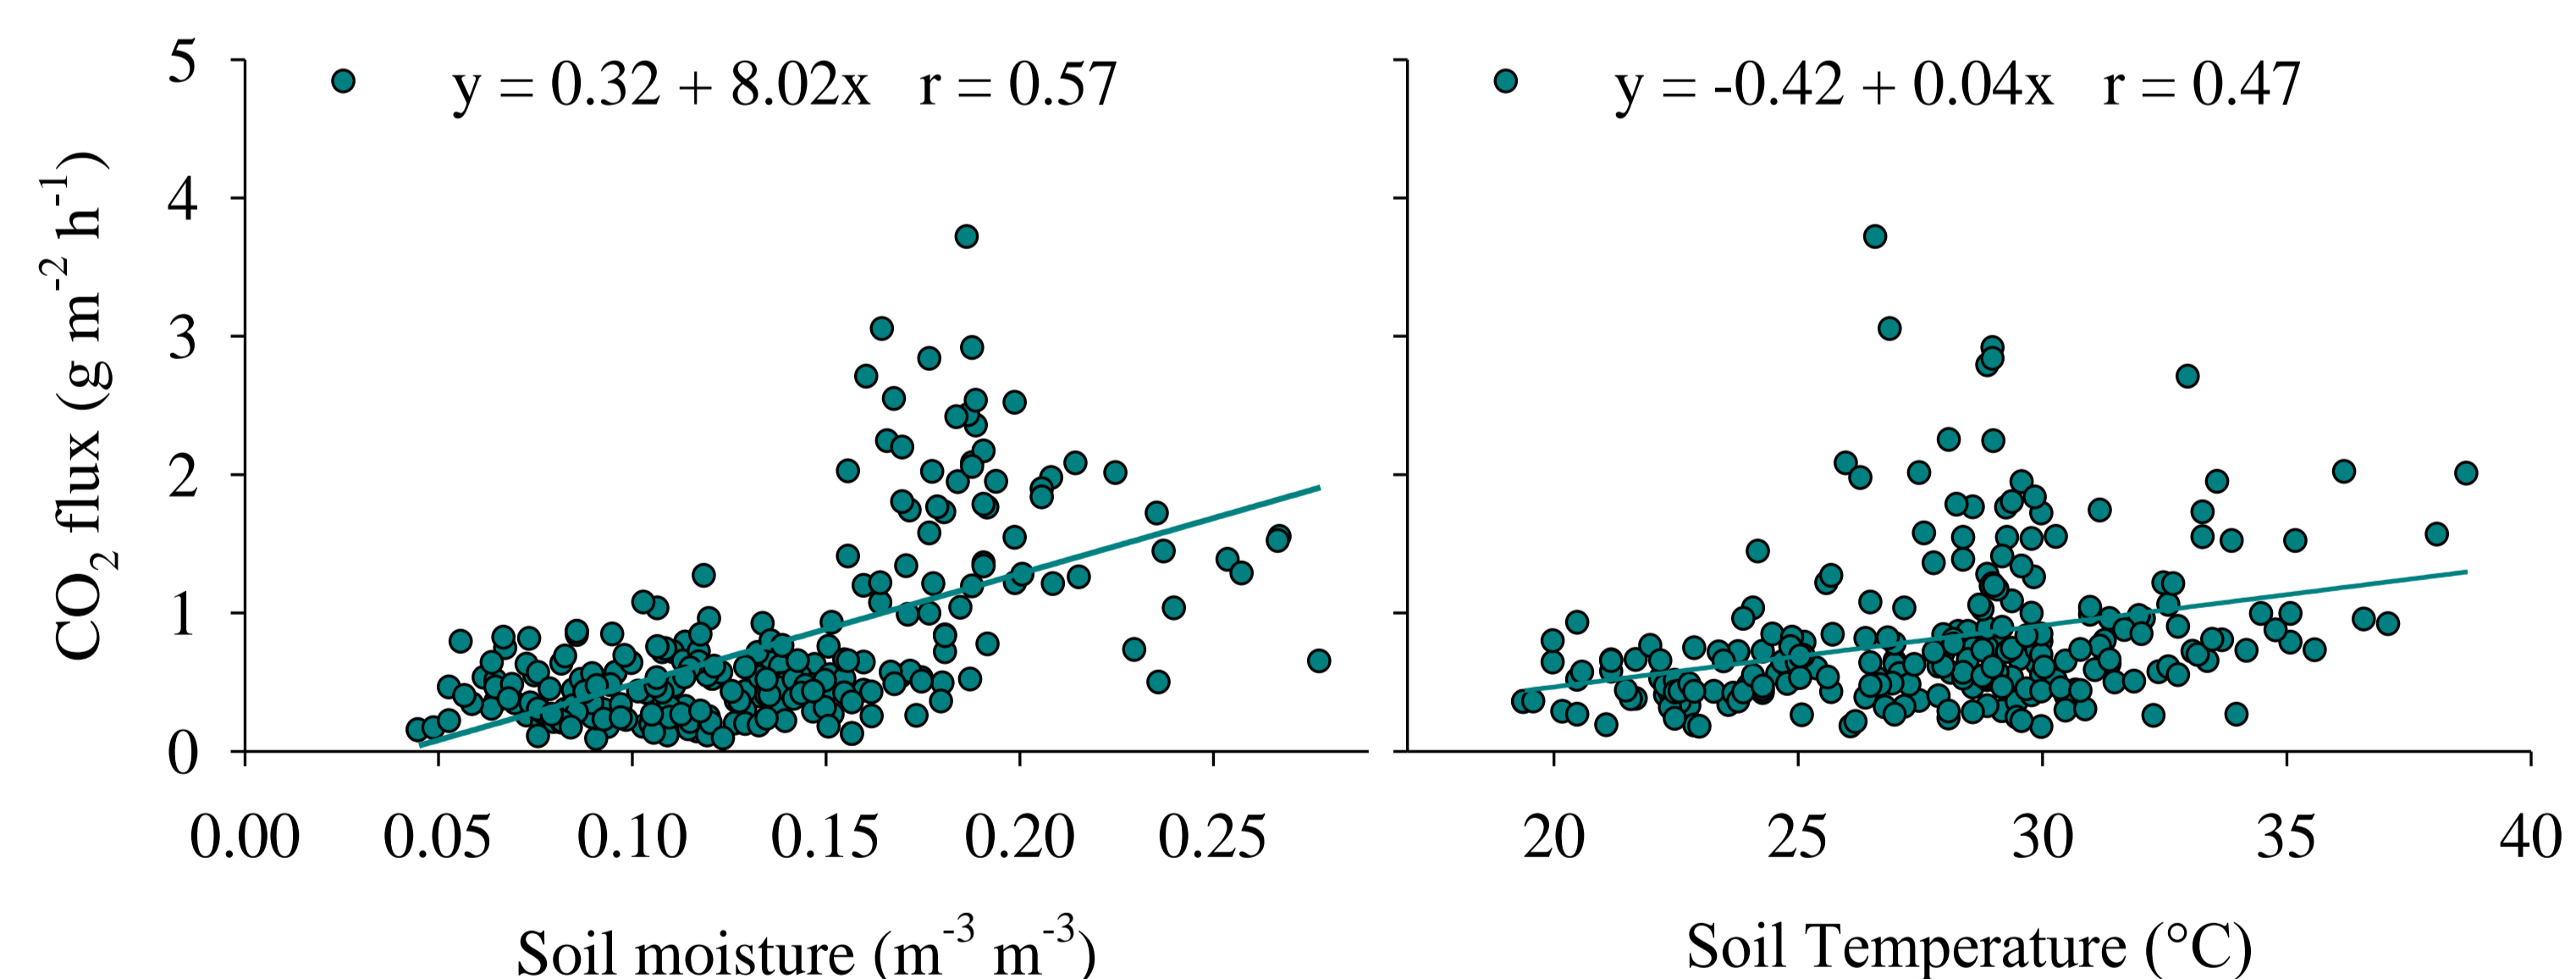 y = 0.32 + 8.02x r = 0.57
y = -0.42 + 0.04x r = 0.47
CO2 flux (g m-2 h-1)
5
4
3
2
1
0
0.00 0.05 0.10 0.15 0.20 0.25
20 25 30 35 40
Soil moisture (m-3 m-3)
Soil Temperature (°C)